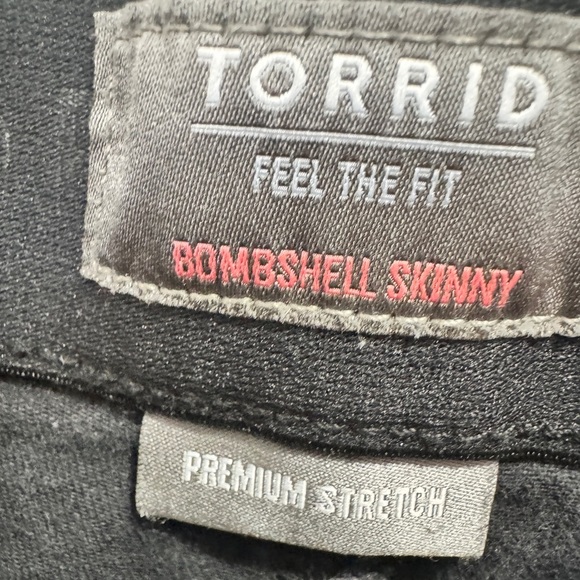 TORRID
FEEL THE FIT
BOMBSHELL SKINNY
PREMIUM STRETCH